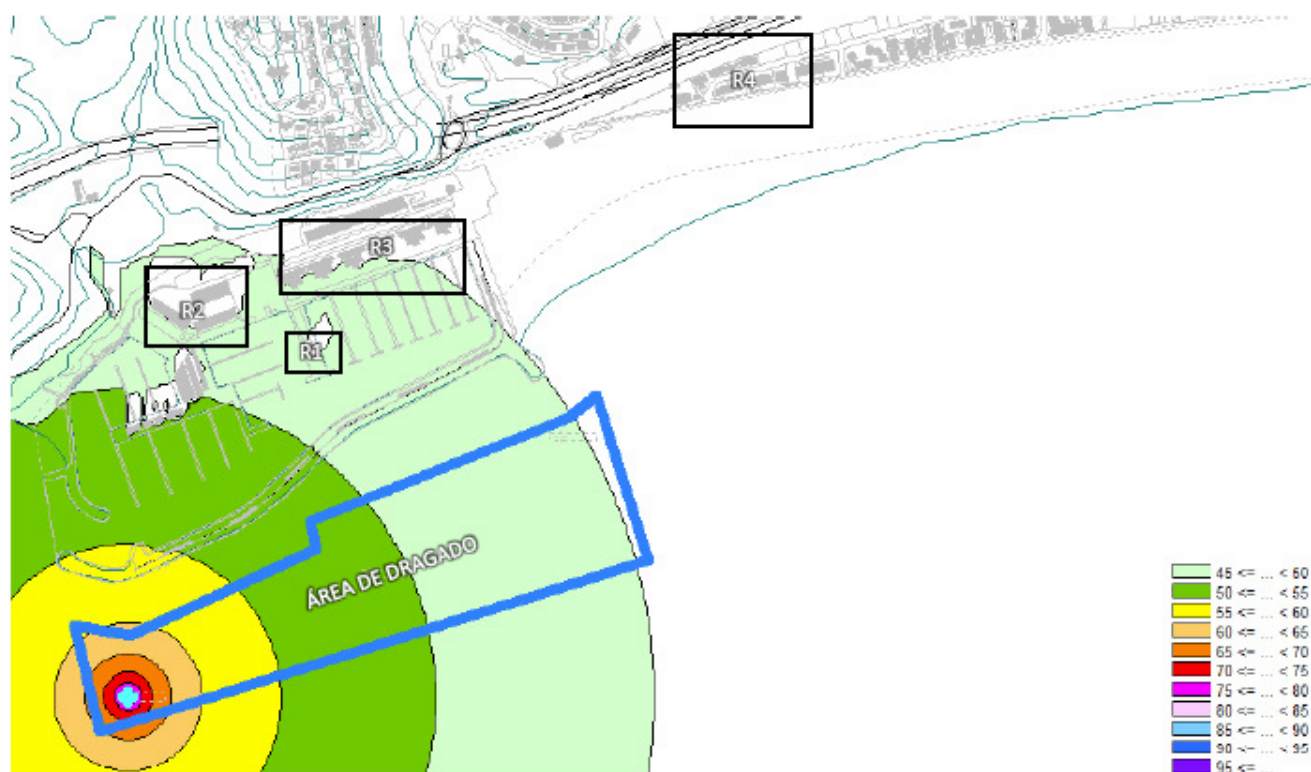 R4
R3
R2
R1
ÁREA DE DRAGADO
45 <= ... < 50
50 <= ... < 55
55 <= ... < 60
60 <= ... < 65
65 <= ... < 70
70 <= ... < 75
75 <= ... < 80
80 <= ... < 85
85 <= ... < 90
90 <= ... < 95
95 <= ...